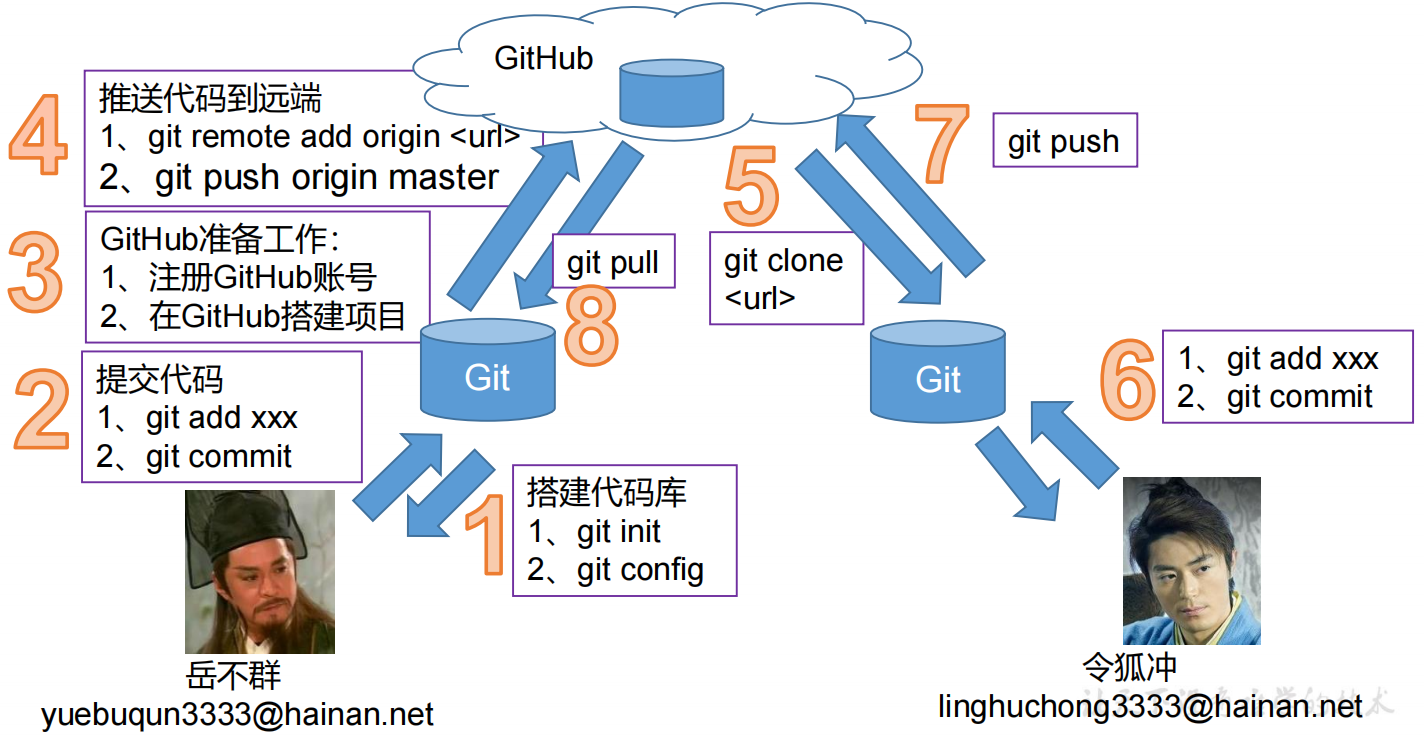 GitHub
4
推送代码到远端
1、git remote add origin <url>
2、git push origin master
7
git push
5
git clone
<url>
3
GitHub准备工作：
1、注册GitHub账号
2、在GitHub搭建项目
git pull
8
Git
Git
2
提交代码
1、git add xxx
2、git commit
6
1、git add xxx
2、git commit
1
搭建代码库
1、git init
2、git config
岳不群
yuebuqun3333@hainan.net
令狐冲
linghuchong3333@hainan.net